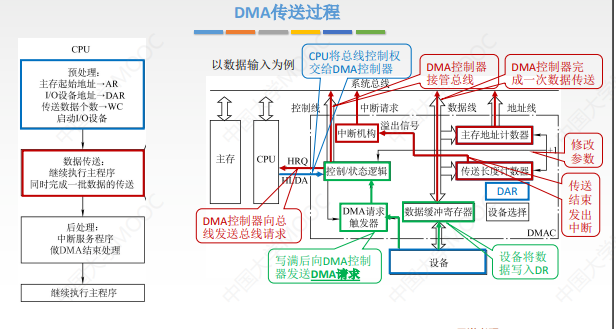 DMA传送过程
CPU
预处理：
主存起始地址→AR
I/O设备地址→DAR
传送数据个数→WC
启动I/O设备
数据传送：
继续执行主程序
同时完成一批数据的传送
后处理：
中断服务程序
做DMA结束处理
继续执行主程序
以数据输入为例
CPU将总线控制权
交给DMA控制器
DMA控制器
接管总线
DMA控制器完
成一次数据传送
系统总线
控制线
中断请求
数据线
地址线
中断机构
溢出信号
主存地址计数器
+1
修改
参数
主存
CPU
HRQ
HLDA
控制/状态逻辑
传送长度计数器
DAR
设备选择
传送
结束
发出
中断
DMA控制器向总
线发送总线请求
DMA请求
触发器
数据缓冲寄存器
DMAC
写满后向DMA控制
器发送DMA请求
设备
设备将数
据写入DR
中国大学MOOC